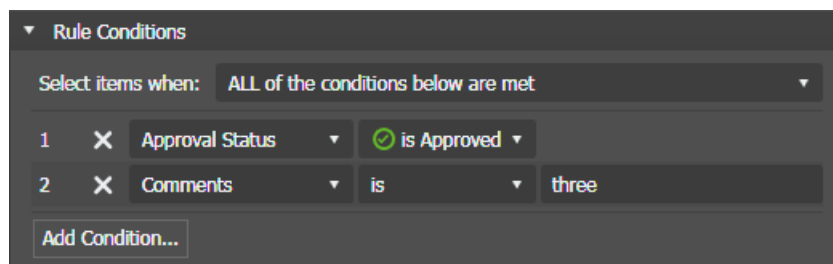 Rule Conditions
Select items when: ALL of the conditions below are met
1 Approval Status is Approved
2 Comments is three
Add Condition...